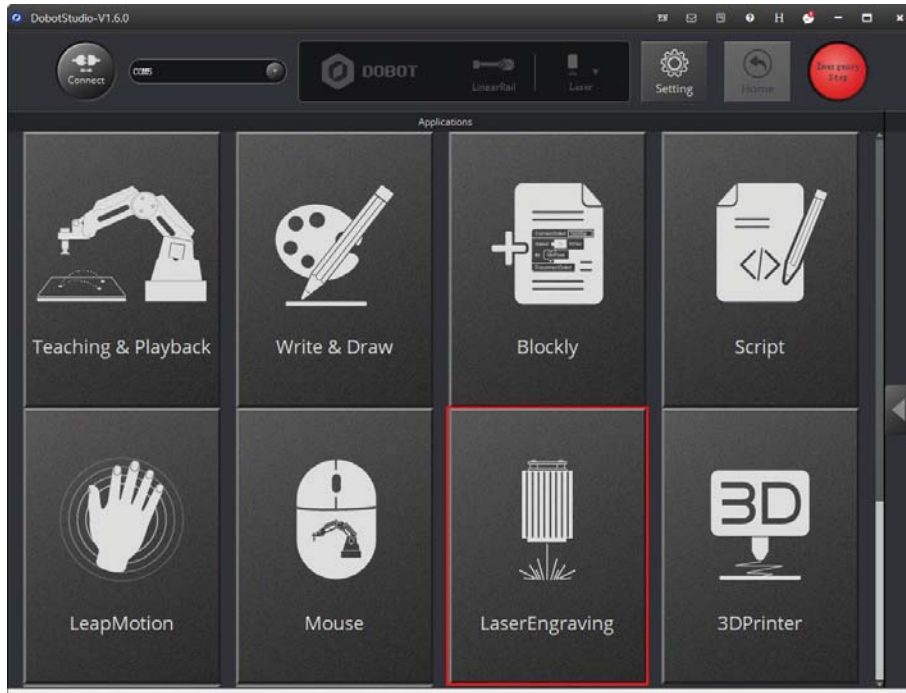 DobotStudio-V1.6.0
H
Connect
COM5
DOBOT
LinearRail
Laser
Setting
Home
Emergency
Stop
Applications
Teaching & Playback
Write & Draw
Blockly
Script
</>
LeapMotion
Mouse
LaserEngraving
3D
3DPrinter